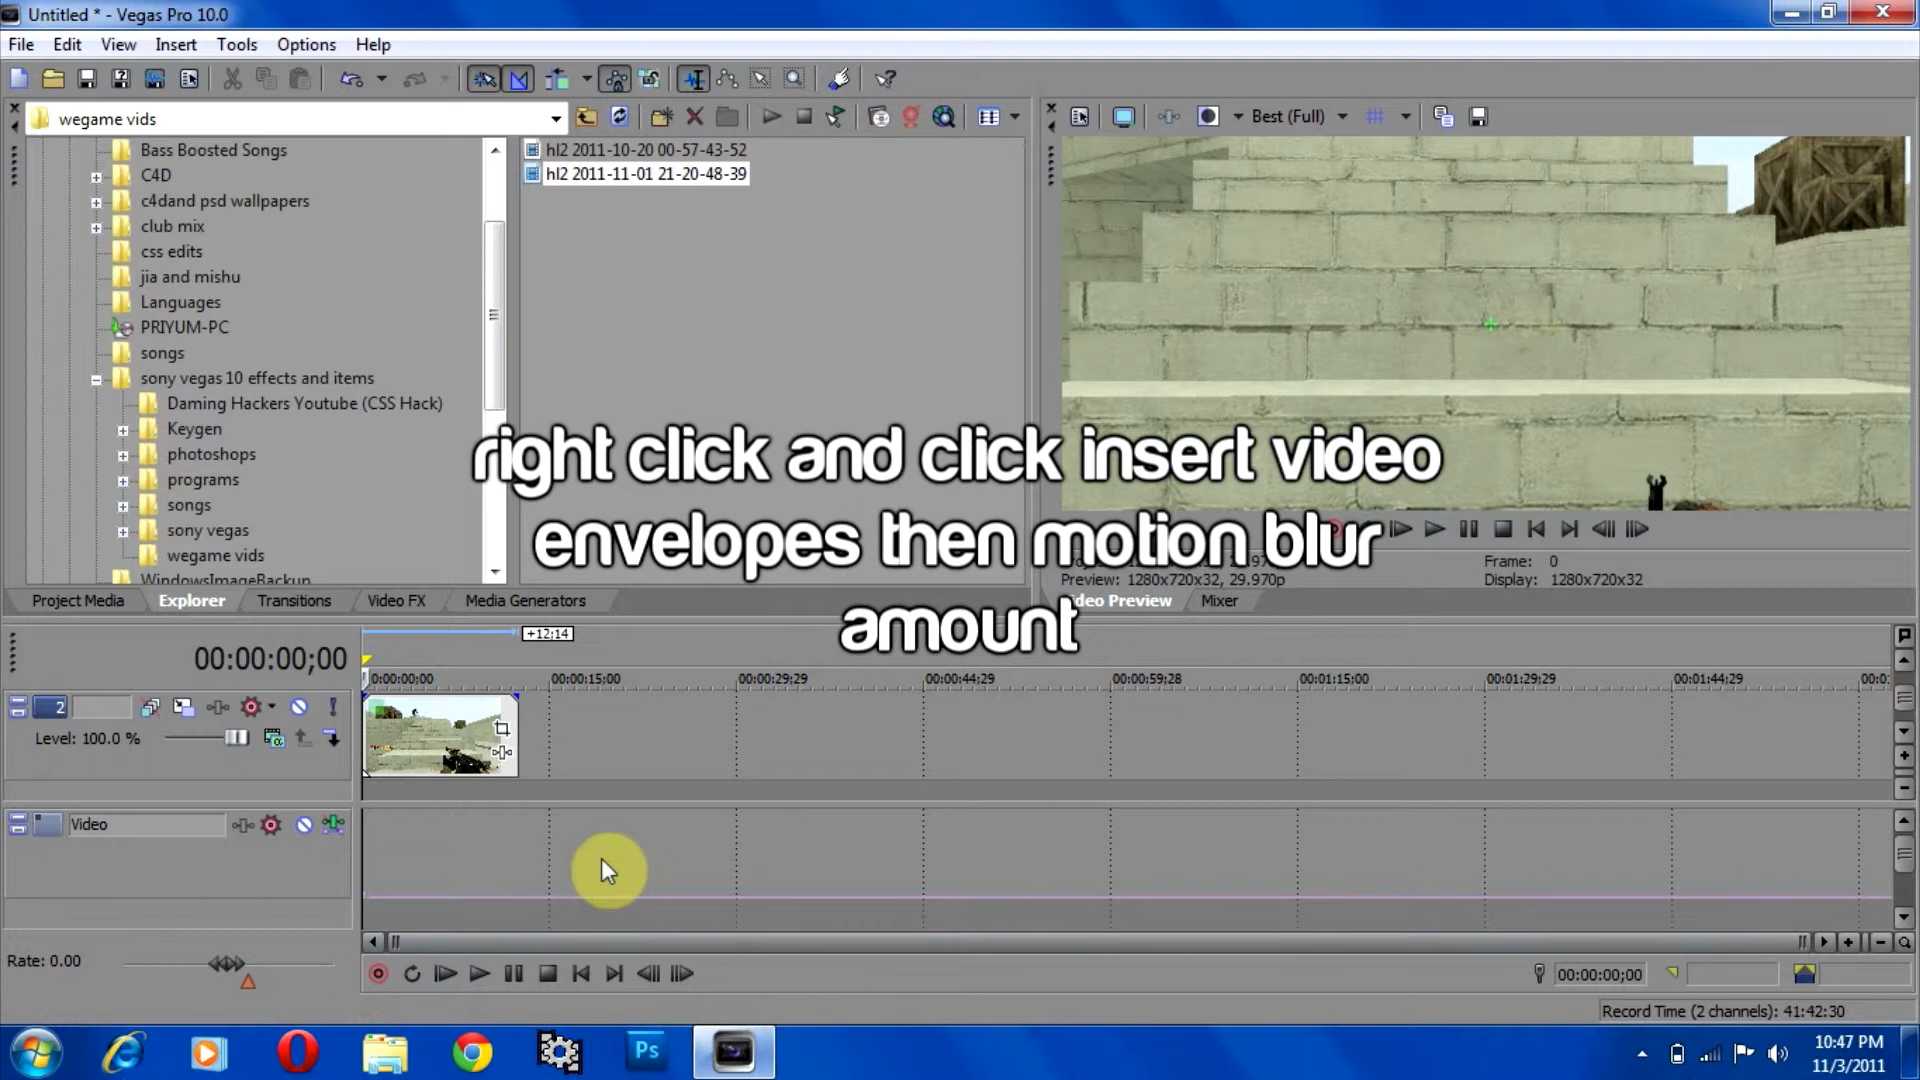 Untitled * - Vegas Pro 10.0
File Edit View Insert Tools Options Help
wegame vids
Best (Full)
Bass Boosted Songs
C4D
c4dand psd wallpapers
club mix
css edits
jia and mishu
Languages
PRIYUM-PC
songs
sony vegas 10 effects and items
Daming Hackers Youtube (CSS Hack)
Keygen
photoshops
programs
songs
sony vegas
wegame vids
WindowsImageBackup
hl2 2011-10-20 00-57-43-52
hl2 2011-11-01 21-20-48-39
right click and click insert video
envelopes then motion blur
amount
Frame: 0
Preview: 1280x720x32, 29.970p
Display: 1280x720x32
Project Media Explorer Transitions Video FX Media Generators
Video Preview Mixer
+12;14
00:00:00;00
0:00:00;00 00:00:15;00 00:00:29;29 00:00:44;29 00:00:59;28 00:01:15;00 00:01:29;29 00:01:44;29
2
Level: 100.0 %
Video
Rate: 0.00
00:00:00;00
Record Time (2 channels): 41:42:30
Ps
10:47 PM
11/3/2011